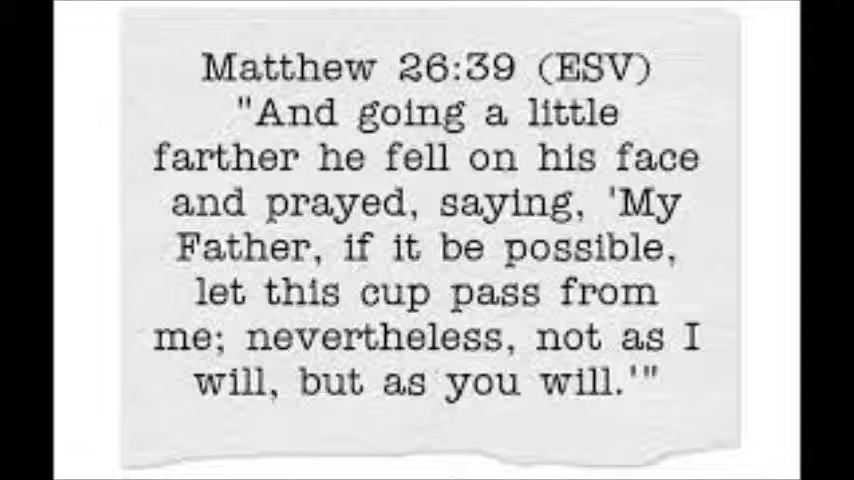 Matthew 26:39 (ESV)
"And going a little
farther he fell on his face
and prayed, saying, 'My
Father, if it be possible,
let this cup pass from
me; nevertheless, not as I
will, but as you will.'"